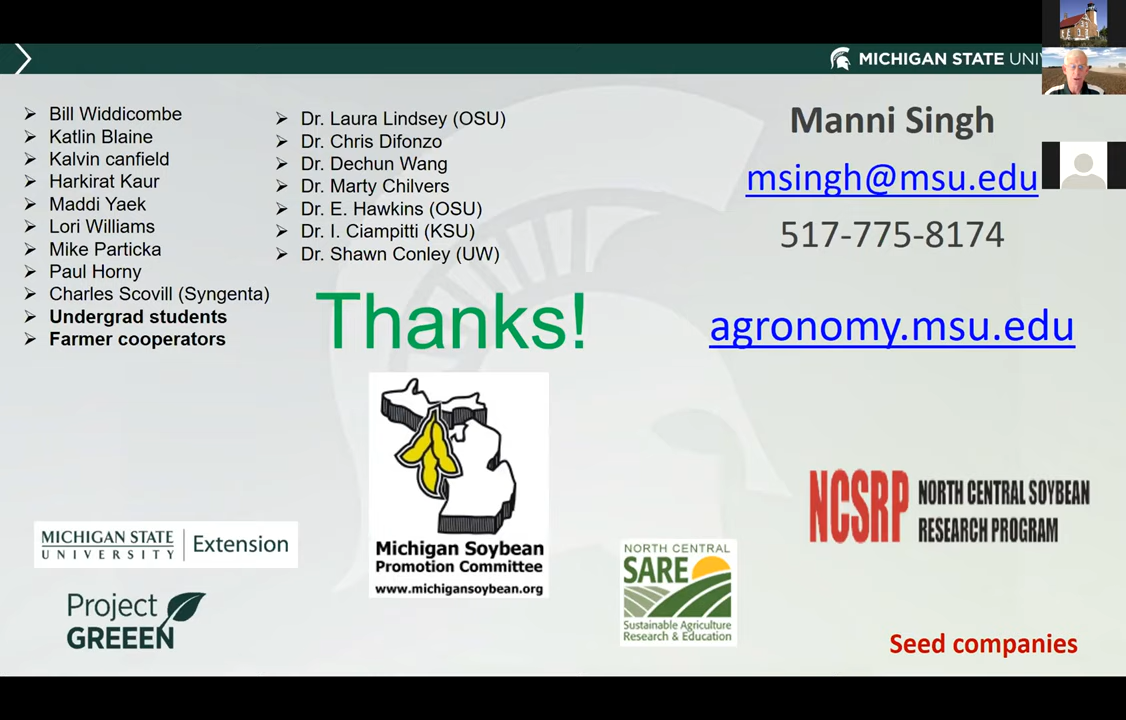 MICHIGAN STATE UNI
Bill Widdicombe
Katlin Blaine
Kalvin canfield
Harkirat Kaur
Maddi Yaek
Lori Williams
Mike Particka
Paul Horny
Charles Scovill (Syngenta)
Undergrad students
Farmer cooperators
Dr. Laura Lindsey (OSU)
Dr. Chris Difonzo
Dr. Dechun Wang
Dr. Marty Chilvers
Dr. E. Hawkins (OSU)
Dr. I. Ciampitti (KSU)
Dr. Shawn Conley (UW)
Manni Singh
msingh@msu.edu
517-775-8174
agronomy.msu.edu
Thanks!
Michigan Soybean
Promotion Committee
www.michigansoybean.org
NCSRP NORTH CENTRAL SOYBEAN
RESEARCH PROGRAM
MICHIGAN STATE
UNIVERSITY
Extension
Project
GREEEN
NORTH CENTRAL
SARE
Sustainable Agriculture
Research & Education
Seed companies